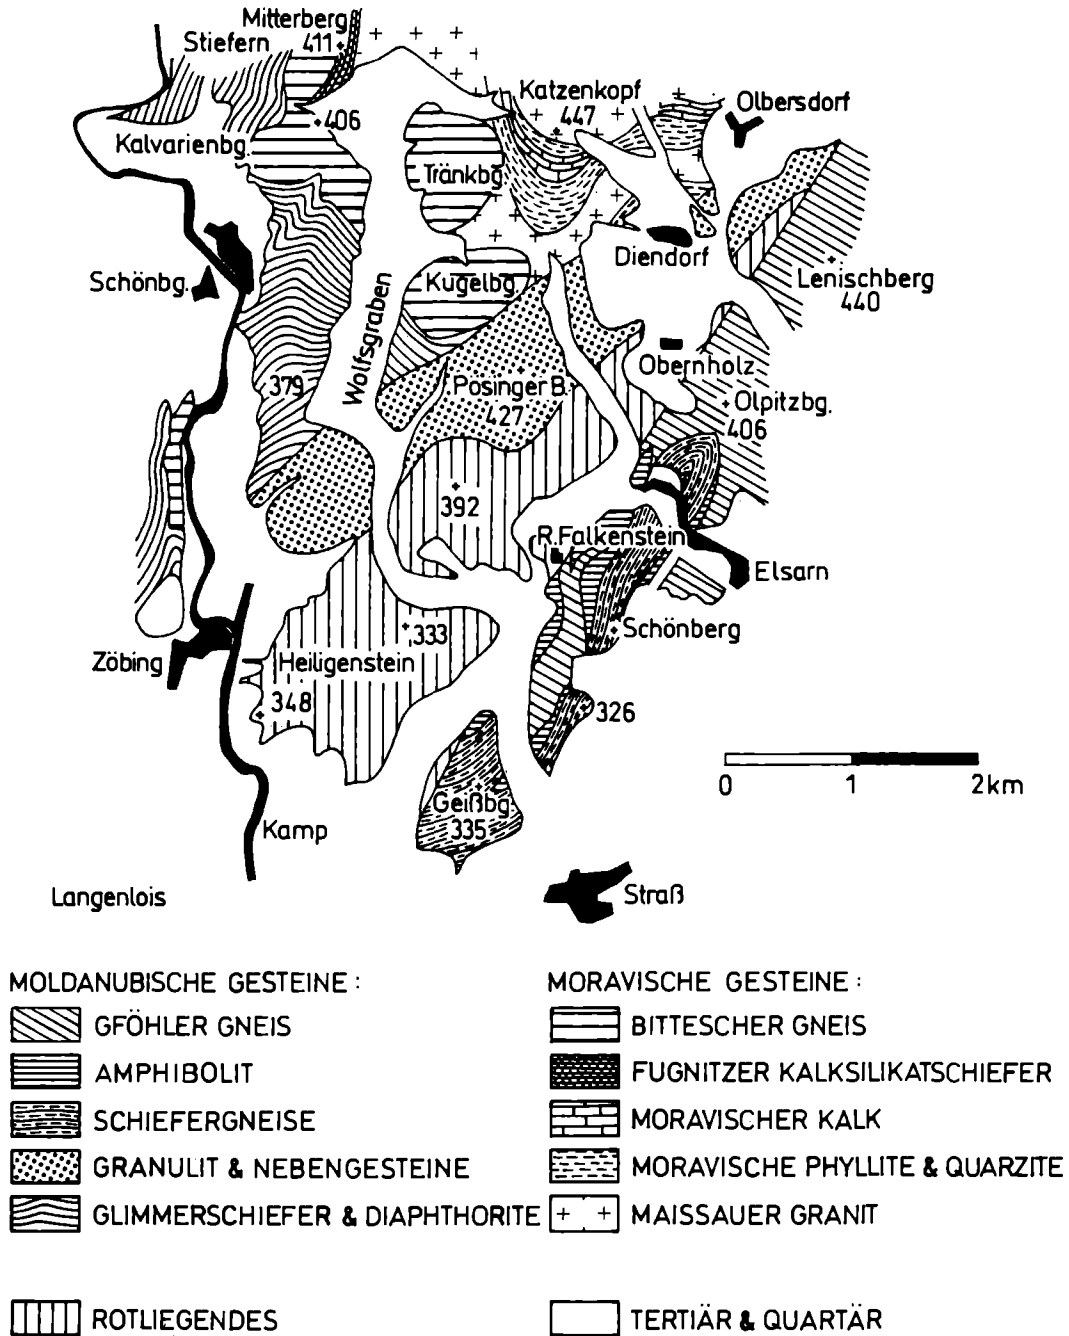 Mitterberg
411
Stiefern
Katzenkopf
447
Olbersdorf
406
Kalvarienbg.
Tränkbg.
Diendorf
Lenischberg
440
Schönbg.
Kugelbg.
Wolfsgraben
Obernholz
379
Posinger B.
427
Olpitzbg.
406
392
R. Falkenstein
Elsarn
333
Schönberg
Zöbing
Heiligenstein
348
326
0 1 2km
Geißbg.
335
Kamp
Langenlois
Straß
MOLDANUBISCHE GESTEINE :
GFÖHLER GNEIS
AMPHIBOLIT
SCHIEFERGNEISE
GRANULIT & NEBENGESTEINE
GLIMMERSCHIEFER & DIAPHTHORITE
ROTLIEGENDES
MORAVISCHE GESTEINE :
BITTESCHER GNEIS
FUGNITZER KALKSILIKATSCHIEFER
MORAVISCHER KALK
MORAVISCHE PHYLLITE & QUARZITE
MAISSAUER GRANIT
TERTIÄR & QUARTÄR